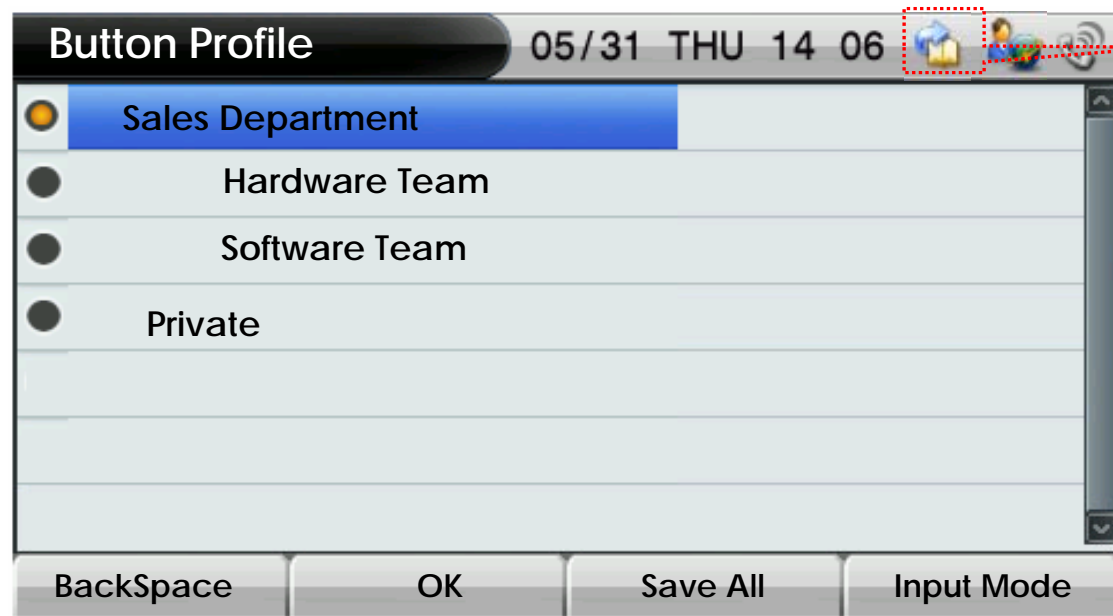 Button Profile 05/31 THU 14 06
Sales Department
Hardware Team
Software Team
Private
BackSpace OK Save All Input Mode